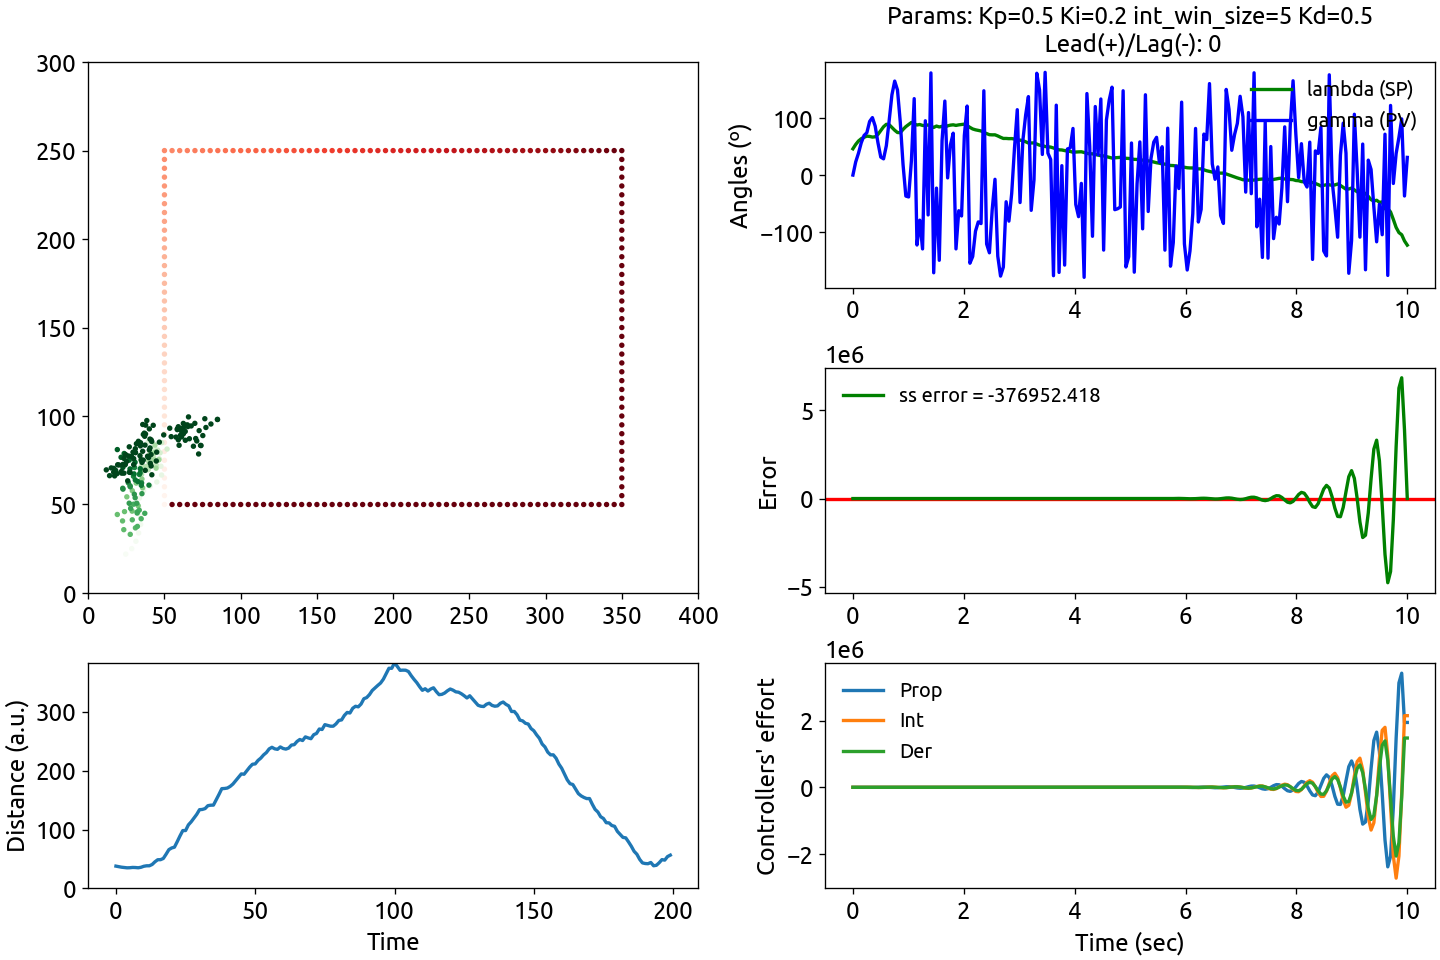 Params: Kp=0.5 Ki=0.2 int_win_size=5 Kd=0.5
Lead(+)/Lag(-): 0
300
250
200
150
100
50
0
0 50 100 150 200 250 300 350 400
Angles (º)
100
0
−100
lambda (SP)
gamma (PV)
0 2 4 6 8 10
1e6
Error
5
0
−5
ss error = -376952.418
0 2 4 6 8 10
Distance (a.u.)
300
200
100
0
0 50 100 150 200
Time
1e6
Controllers' effort
2
0
−2
Prop
Int
Der
0 2 4 6 8 10
Time (sec)